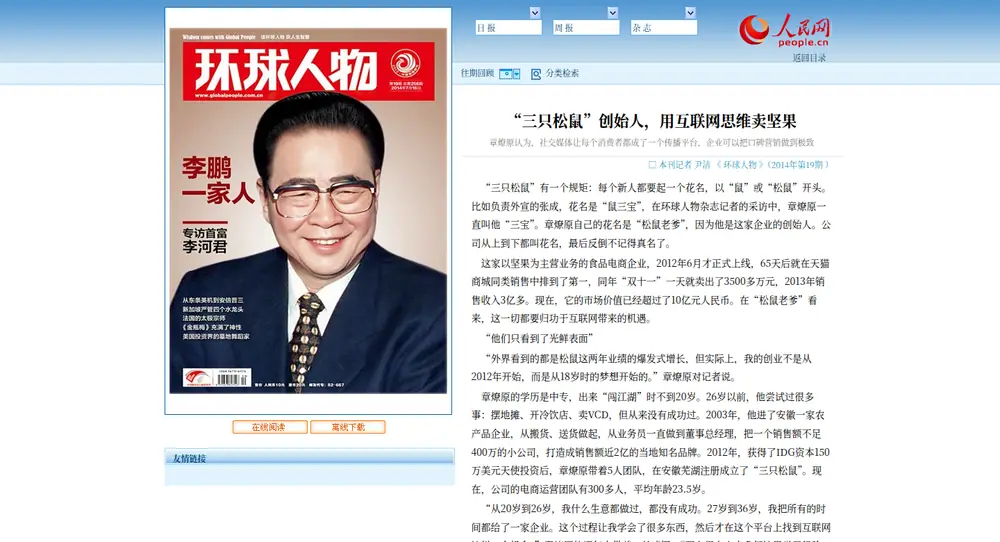 日报
周报
杂志
人民网
people.cn
返回目录
往期回顾
分类检索
Wisdom comes with Global People
环球人物
www.globalpeople.com.cn
李鹏
一家人
专访首富
李河君
从东条英机到安倍晋三
新加坡严管四个水龙头
法国的太极宗师
《金瓶梅》充满了神性
美国投资界的墓地舞蹈家
在线阅读
离线下载
友情链接
“三只松鼠”创始人，用互联网思维卖坚果
章燎原认为，社交媒体让每个消费者都成了一个传播平台，企业可以把口碑营销做到极致
本刊记者 尹洁 《 环球人物 》（2014年第19期 ）
“三只松鼠”有一个规矩：每个新人都要起一个花名，以“鼠”或“松鼠”开头。
比如负责外宣的张成，花名是“鼠三宝”，在环球人物杂志记者的采访中，章燎原一
直叫他“三宝”。章燎原自己的花名是“松鼠老爹”，因为他是这家企业的创始人。公
司从上到下都叫花名，最后反倒不记得真名了。
这家以坚果为主营业务的食品电商企业，2012年6月才正式上线，65天后就在天猫
商城同类销售中排到了第一，同年“双十一”一天就卖出了3500多万元，2013年销
售收入3亿多。现在，它的市场价值已经超过了10亿元人民币。在“松鼠老爹”看
来，这一切都要归功于互联网带来的机遇。
“他们只看到了光鲜表面”
“外界看到的都是松鼠这两年业绩的爆发式增长，但实际上，我的创业不是从
2012年开始，而是从18岁时的梦想开始的。”章燎原对记者说。
章燎原的学历是中专，出来“闯江湖”时不到20岁。26岁以前，他尝试过很多
事：摆地摊、开冷饮店、卖VCD，但从来没有成功过。2003年，他进了安徽一家农
产品企业，从搬货、送货做起，从业务员一直做到董事总经理，把一个销售额不足
400万的小公司，打造成销售额近2亿的当地知名品牌。2012年，获得了IDG资本150
万美元天使投资后，章燎原带着5人团队，在安徽芜湖注册成立了“三只松鼠”。现
在，公司的电商运营团队有300多人，平均年龄23.5岁。
“从20岁到26岁，我什么生意都做过，都没有成功。27岁到36岁，我把所有的时
间都给了一家企业。这个过程让我学会了很多东西，然后才在这个平台上找到互联网